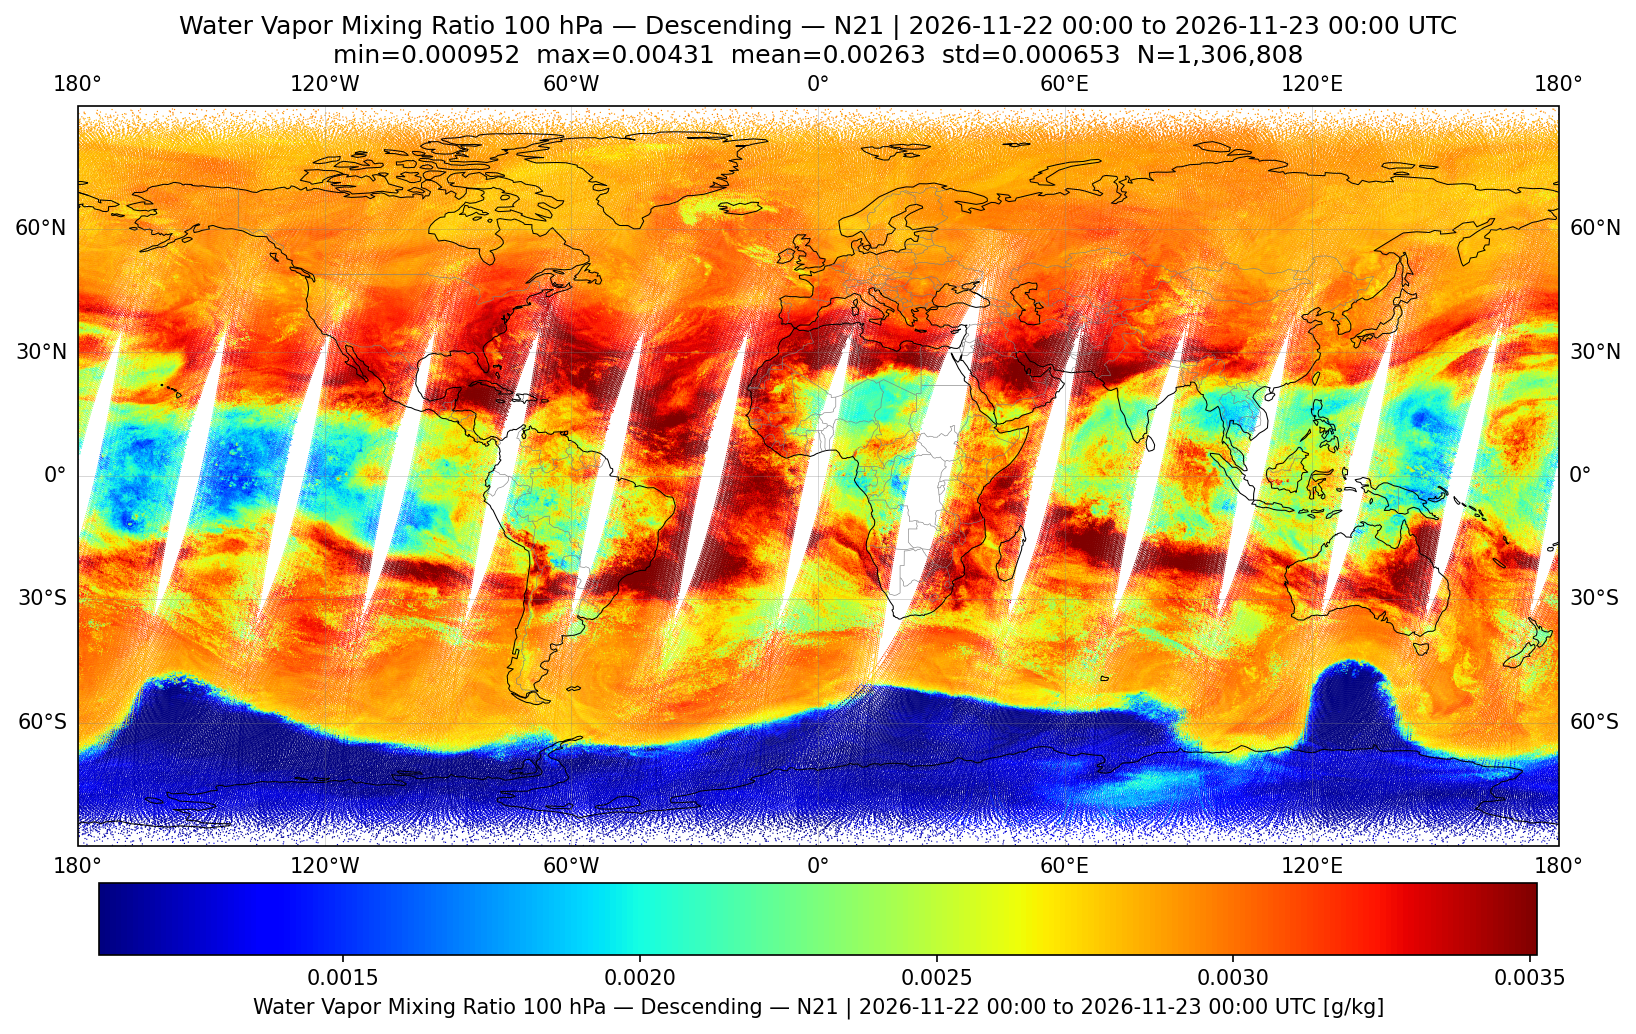 Water Vapor Mixing Ratio 100 hPa — Descending — N21 | 2026-11-22 00:00 to 2026-11-23 00:00 UTC
min=0.000952 max=0.00431 mean=0.00263 std=0.000653 N=1,306,808
180° 120°W 60°W 0° 60°E 120°E 180°
60°N 60°N
30°N 30°N
0° 0°
30°S 30°S
60°S 60°S
180° 120°W 60°W 0° 60°E 120°E 180°
0.0015 0.0020 0.0025 0.0030 0.0035
Water Vapor Mixing Ratio 100 hPa — Descending — N21 | 2026-11-22 00:00 to 2026-11-23 00:00 UTC [g/kg]